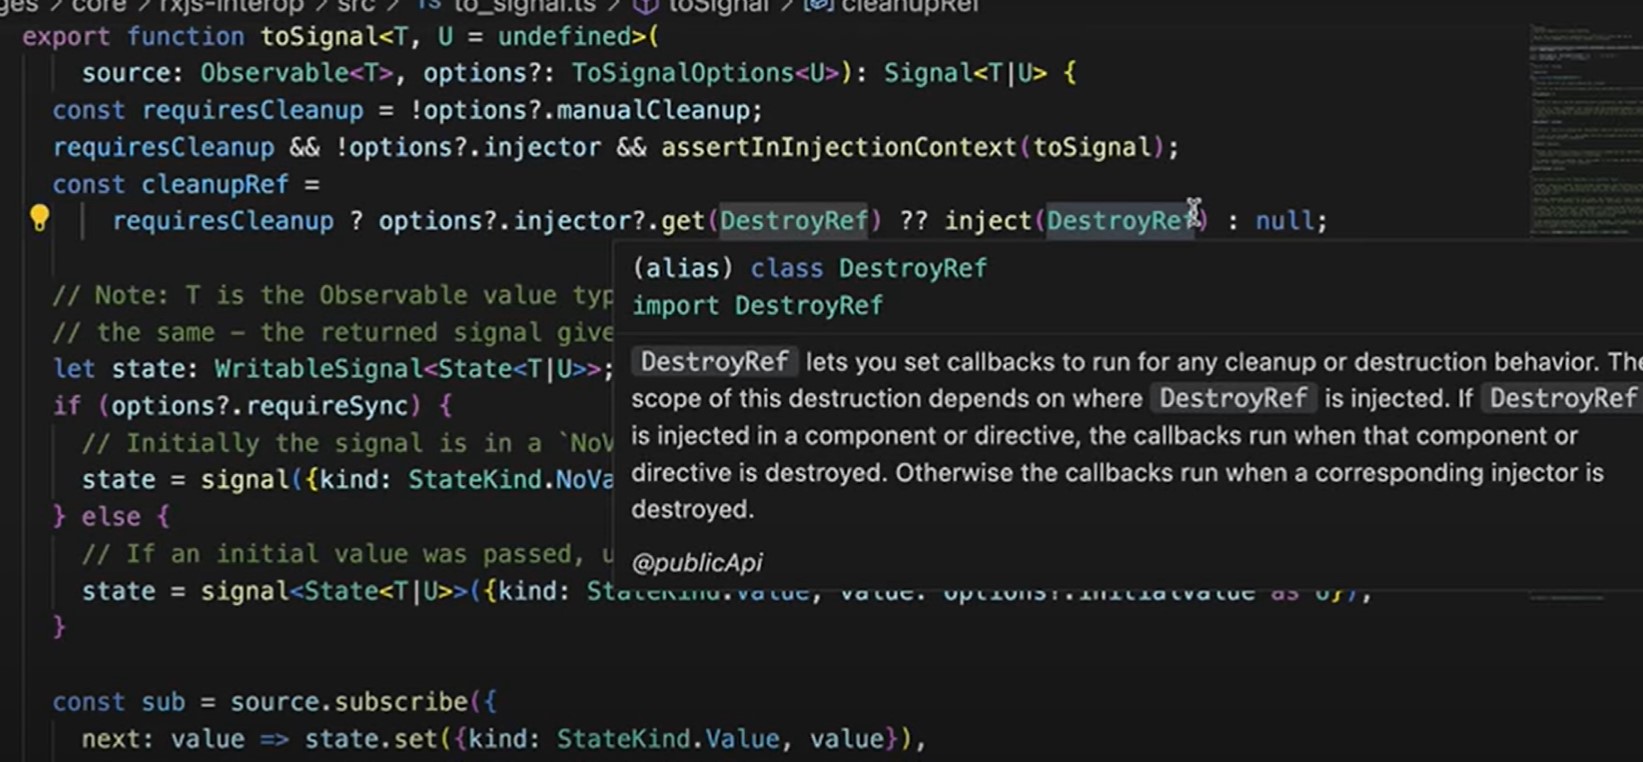 ges > core > rxjs-interop > src > TS to_signal.ts > toSignal > cleanupRef
export function toSignal<T, U = undefined>(
source: Observable<T>, options?: ToSignalOptions<U>): Signal<T|U> {
const requiresCleanup = !options?.manualCleanup;
requiresCleanup && !options?.injector && assertInInjectionContext(toSignal);
const cleanupRef =
requiresCleanup ? options?.injector?.get(DestroyRef) ?? inject(DestroyRef) : null;
(alias) class DestroyRef
import DestroyRef
// Note: T is the Observable value typ
// the same – the returned signal give
let state: WritableSignal<State<T|U>>;
DestroyRef lets you set callbacks to run for any cleanup or destruction behavior. The
scope of this destruction depends on where DestroyRef is injected. If DestroyRef
is injected in a component or directive, the callbacks run when that component or
directive is destroyed. Otherwise the callbacks run when a corresponding injector is
destroyed.
@publicApi
if (options?.requireSync) {
// Initially the signal is in a `NoV
state = signal({kind: StateKind.NoVa
} else {
// If an initial value was passed, u
state = signal<State<T|U>>({kind: StateKind.Value, value: options?.initialValue as U});
}
const sub = source.subscribe({
next: value => state.set({kind: StateKind.Value, value}),